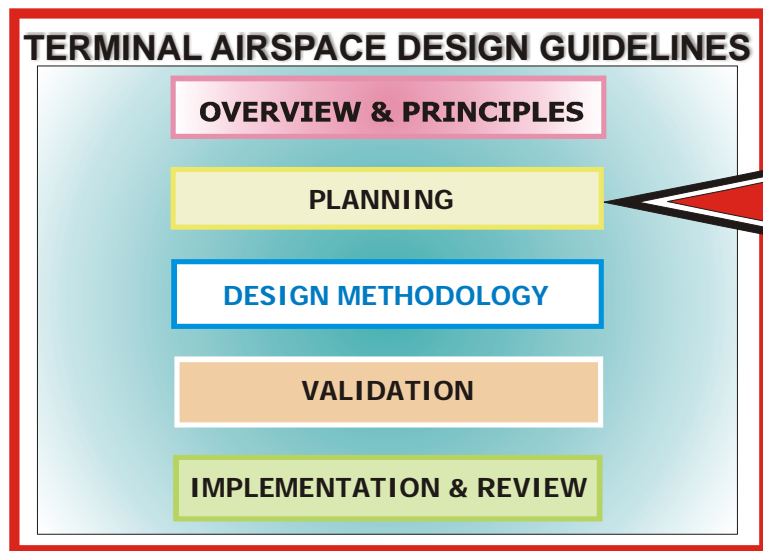 TERMINAL AIRSPACE DESIGN GUIDELINES
OVERVIEW & PRINCIPLES
PLANNING
DESIGN METHODOLOGY
VALIDATION
IMPLEMENTATION & REVIEW